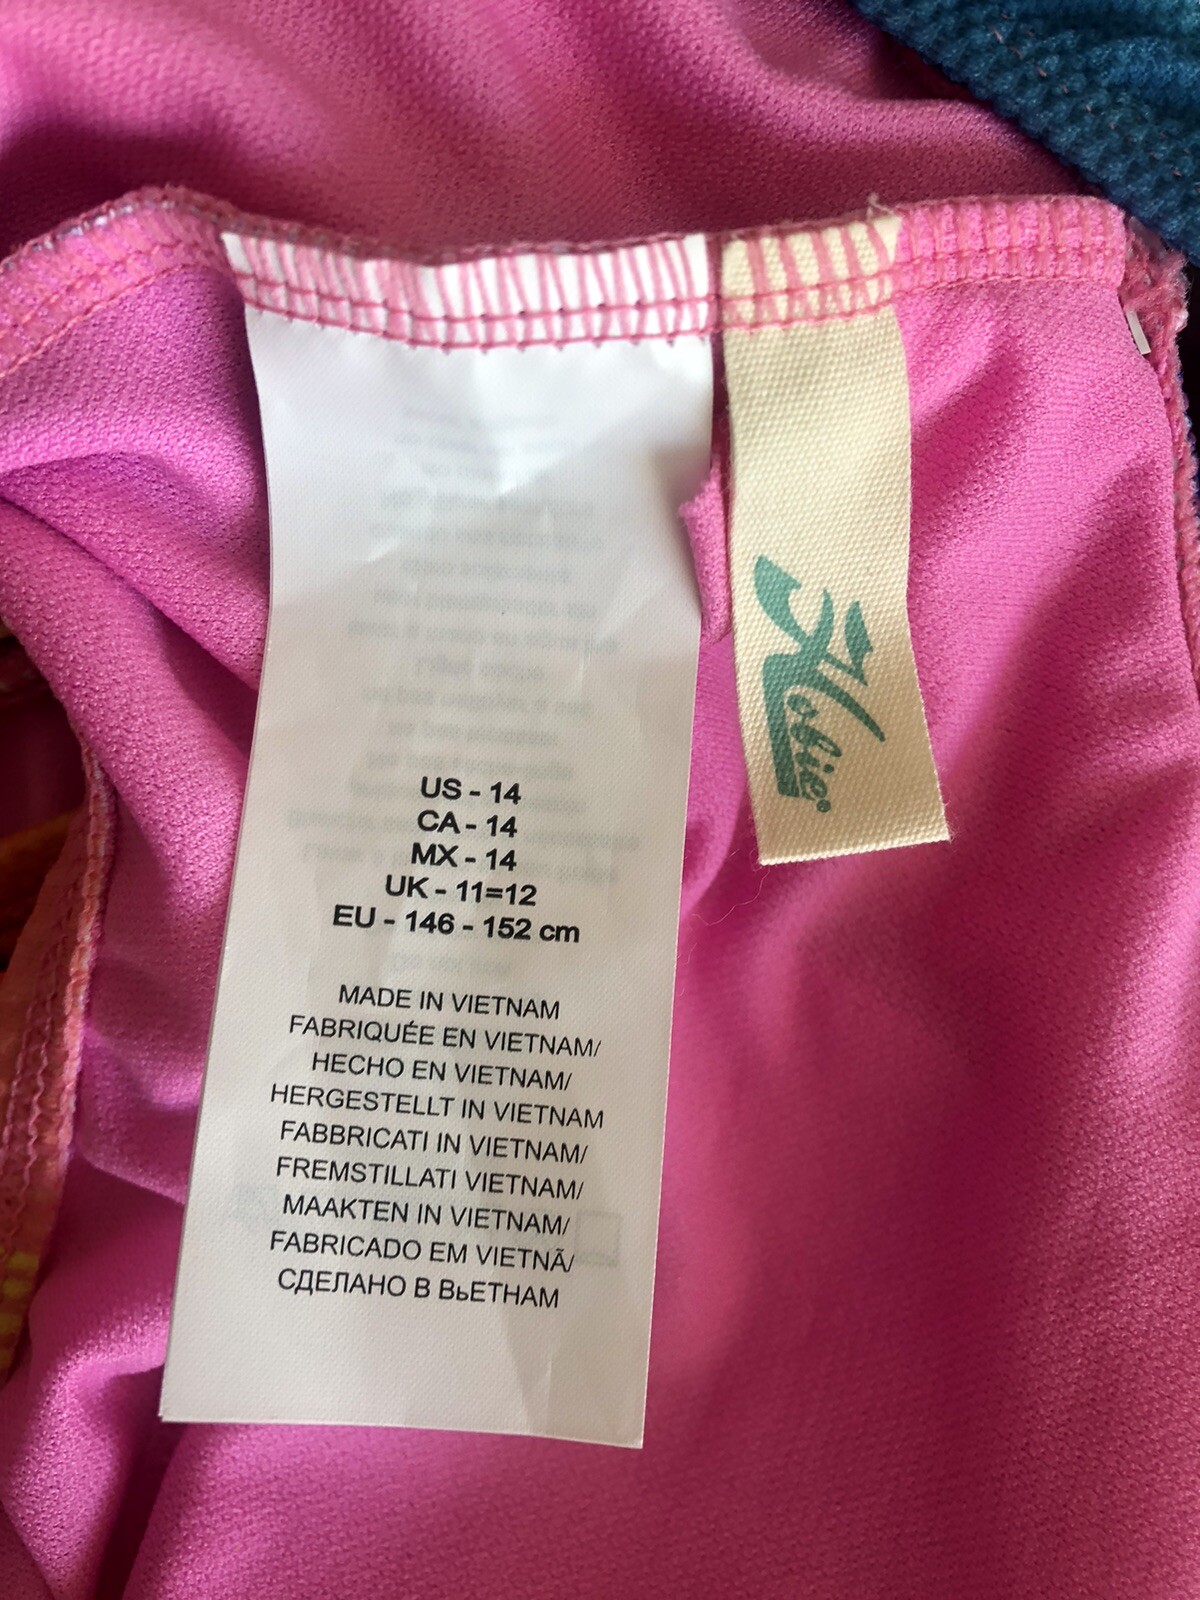 US - 14
CA - 14
MX - 14
UK - 11=12
EU - 146 - 152 cm
MADE IN VIETNAM
FABRIQUÉE EN VIETNAM/
HECHO EN VIETNAM/
HERGESTELLT IN VIETNAM
FABBRICATI IN VIETNAM/
FREMSTILLATI VIETNAM/
MAAKTEN IN VIETNAM/
FABRICADO EM VIETNÃ/
СДЕЛАНО В ВьЕТНАМ
Hobie®